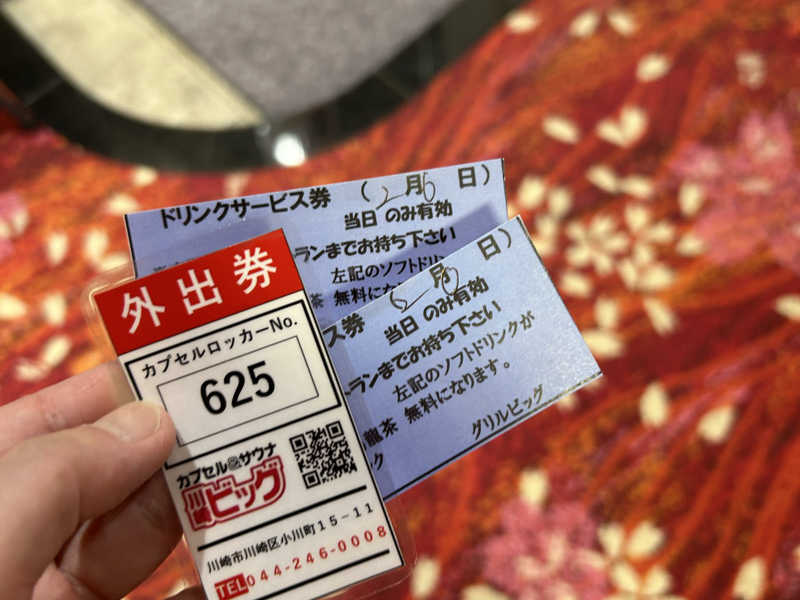 ドリンクサービス券 (2月6日)
当日 のみ有効
ランまでお持ち下さい
左記のソフトドリン
茶 無料にな
ス券 月 日)
当日 のみ有効
ランまでお持ち下さい
左記のソフトドリンクが
龍茶 無料になります。
ク グリルビッグ
外出券
カプセルロッカーNo.
625
カプセル&サウナ
川崎ビッグ
川崎市川崎区小川町15-11
TEL044-246-0008